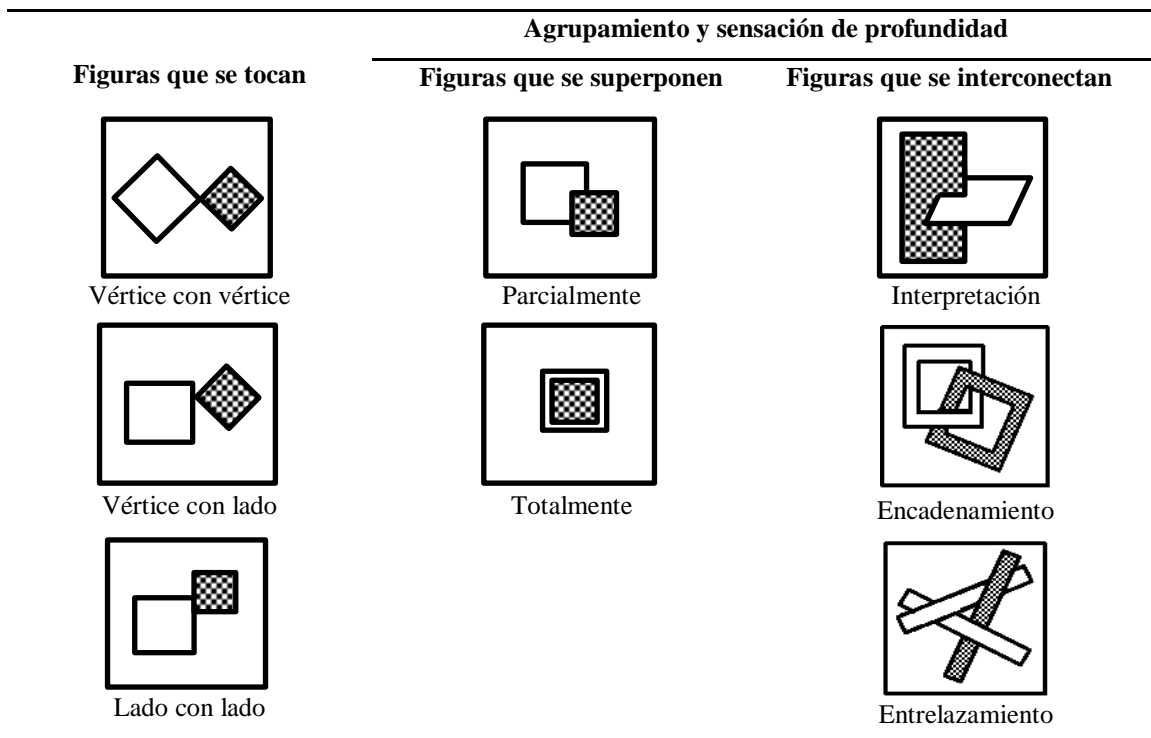 Agrupamiento y sensación de profundidad
Figuras que se tocan
Figuras que se superponen
Figuras que se interconectan
Vértice con vértice
Parcialmente
Interpretación
Vértice con lado
Totalmente
Encadenamiento
Lado con lado
Entrelazamiento